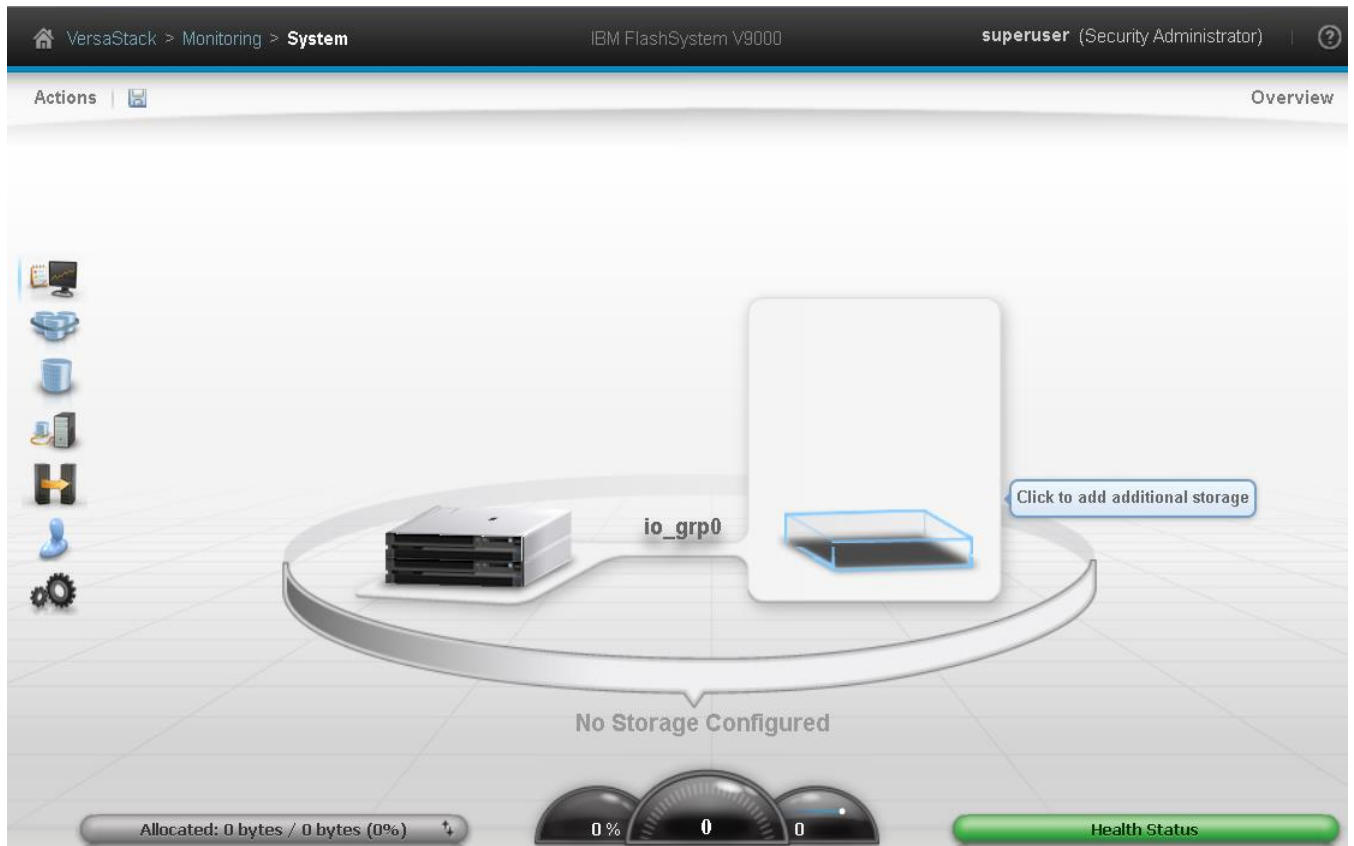 VersaStack > Monitoring > System
IBM FlashSystem V9000
superuser (Security Administrator) | ?
Actions |
Overview
Click to add additional storage
io_grp0
No Storage Configured
Allocated: 0 bytes / 0 bytes (0%)
0 %
0
0
Health Status